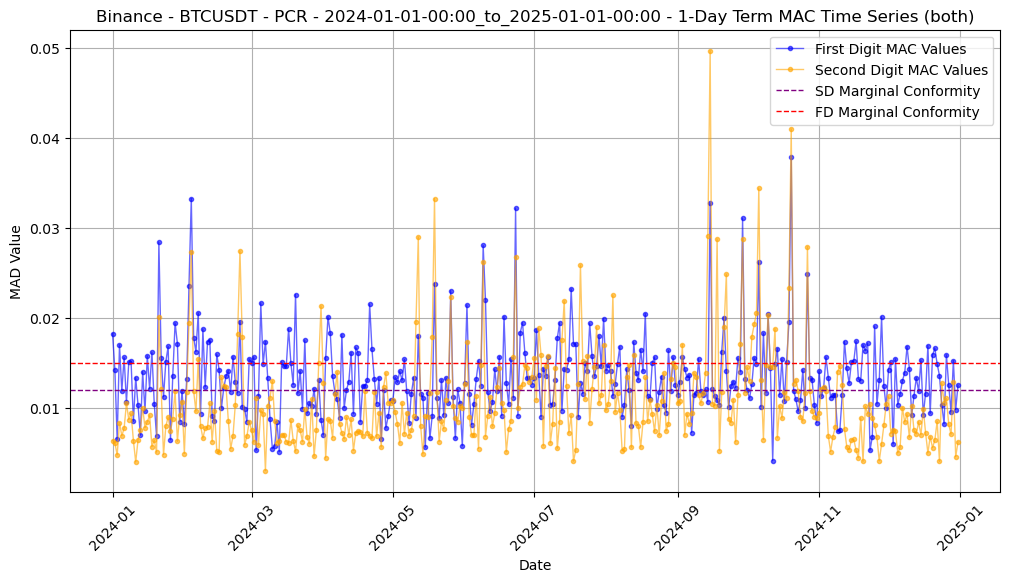 Binance - BTCUSDT - PCR - 2024-01-01-00:00_to_2025-01-01-00:00 - 1-Day Term MAC Time Series (both)
First Digit MAC Values
Second Digit MAC Values
SD Marginal Conformity
FD Marginal Conformity
MAD Value
0.05
0.04
0.03
0.02
0.01
2024-01
2024-03
2024-05
2024-07
2024-09
2024-11
2025-01
Date